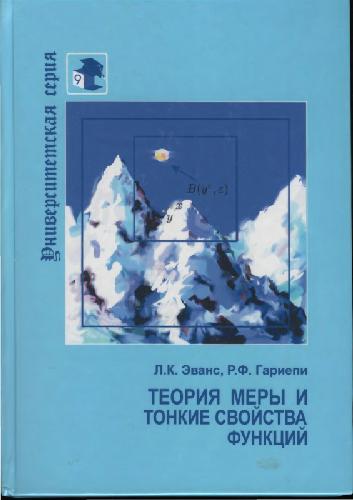 Университетская серия
9
B(y', ε)
x
y
Л.К. Эванс, Р.Ф. Гариепи
ТЕОРИЯ МЕРЫ И
ТОНКИЕ СВОЙСТВА
ФУНКЦИЙ